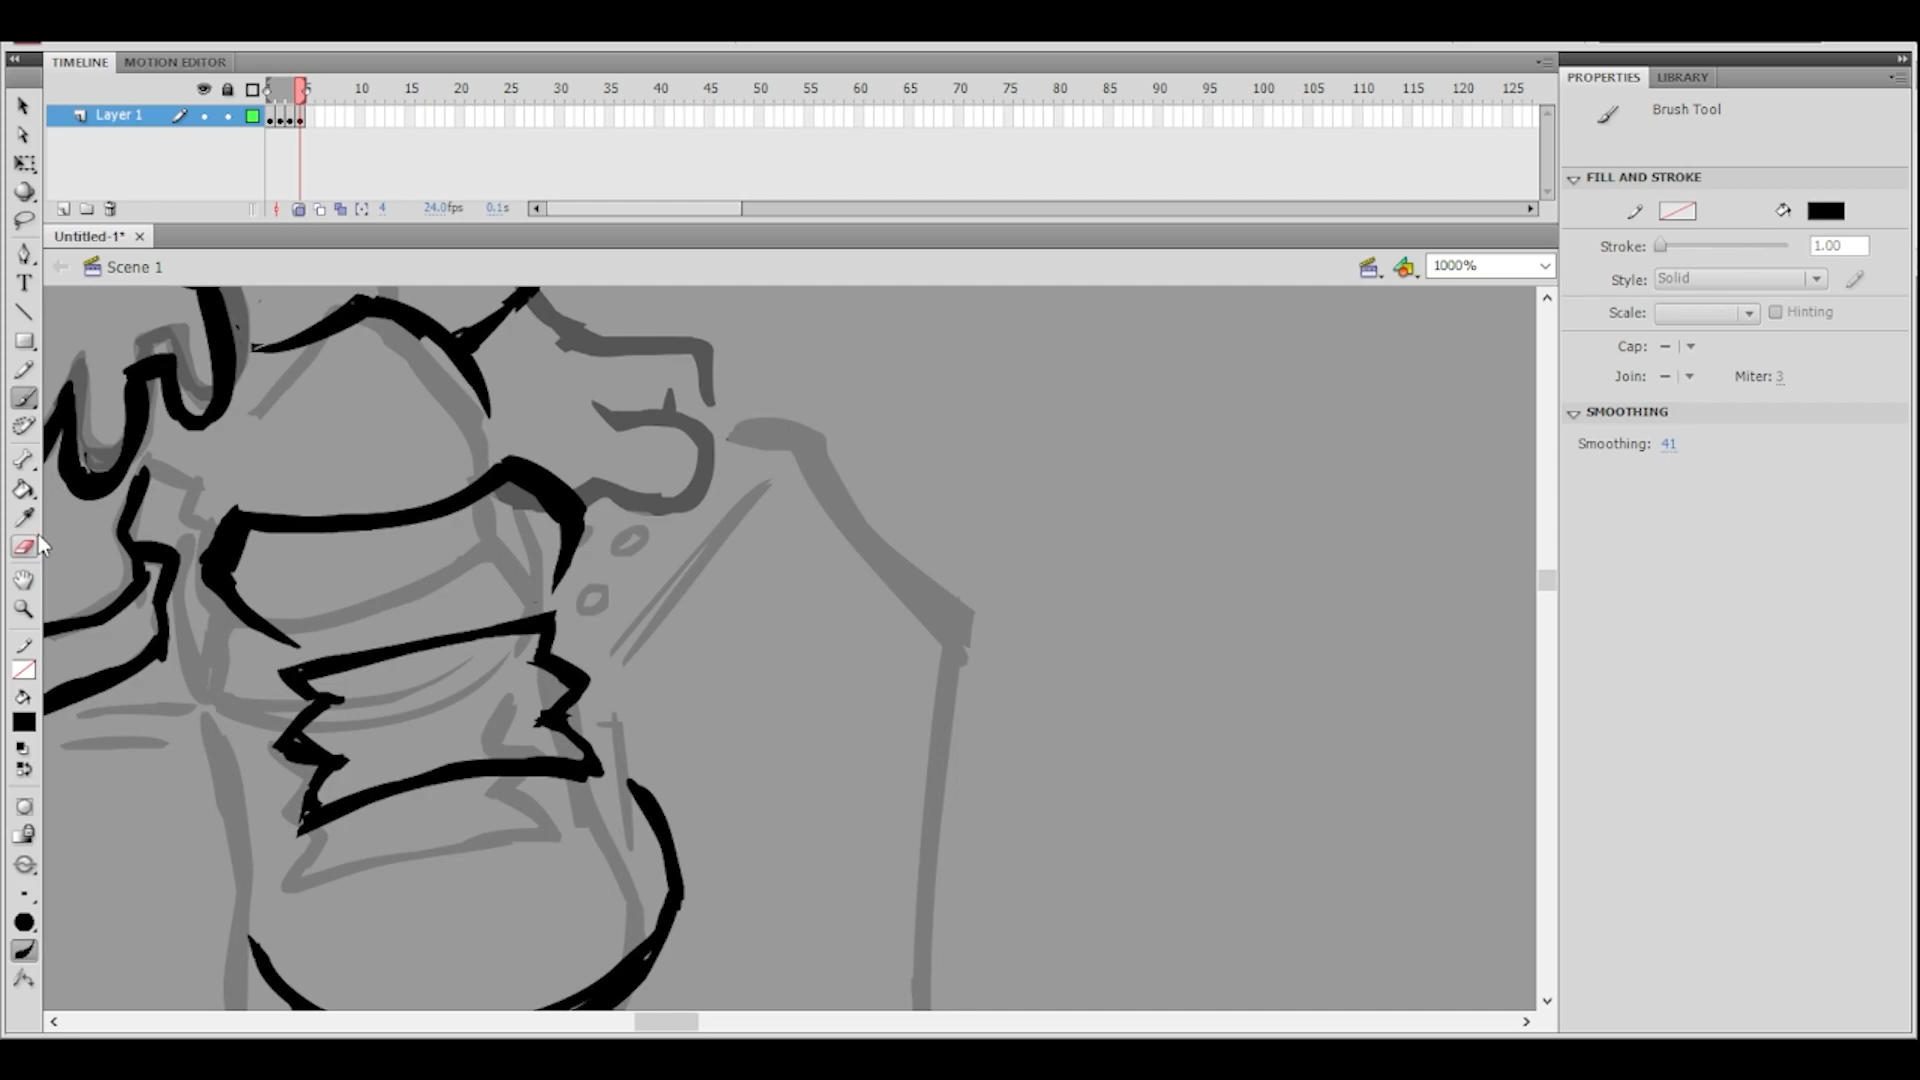 TIMELINE MOTION EDITOR
5 10 15 20 25 30 35 40 45 50 55 60 65 70 75 80 85 90 95 100 105 110 115 120 125
Layer 1
4 24.0fps 0.1s
Untitled-1*
Scene 1
1000%
T
PROPERTIES LIBRARY
Brush Tool
FILL AND STROKE
Stroke: 1.00
Style: Solid
Scale: Hinting
Cap:
Join: Miter: 3
SMOOTHING
Smoothing: 41